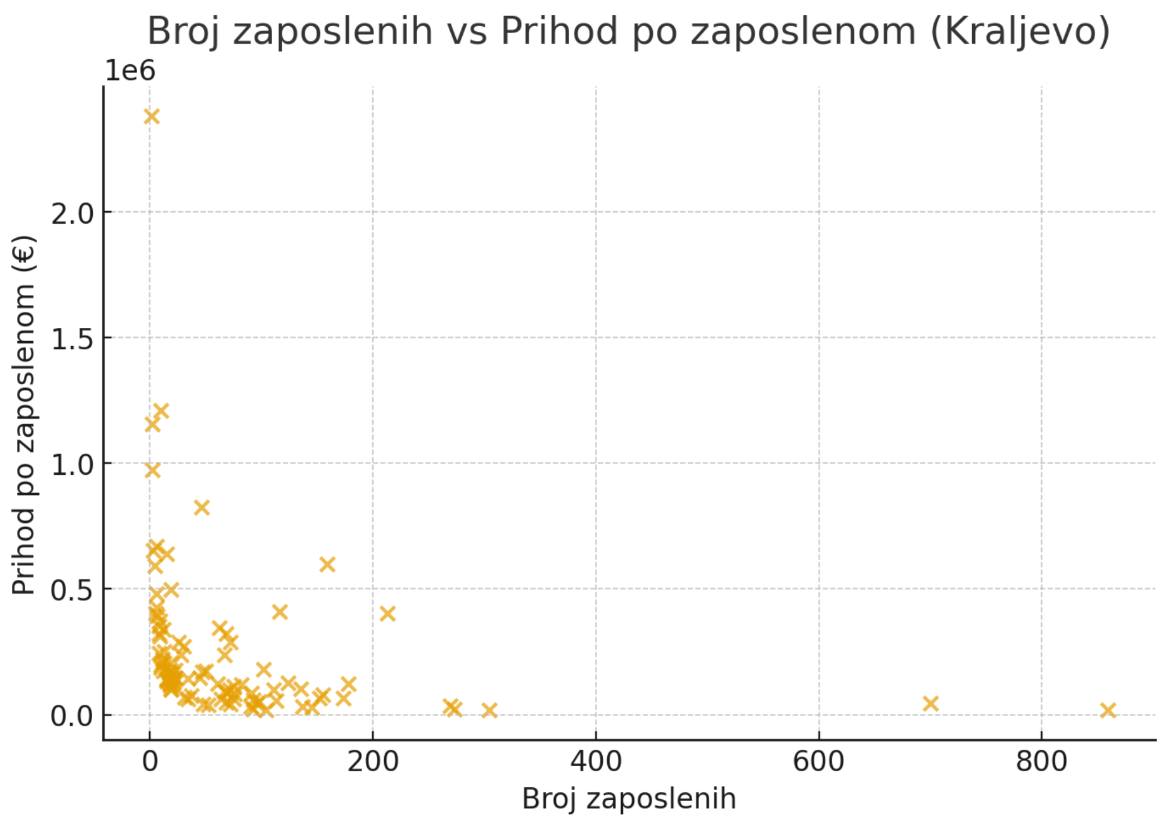 Broj zaposlenih vs Prihod po zaposlenom (Kraljevo)
1e6
2.0
1.5
1.0
0.5
0.0
Prihod po zaposlenom (€)
0 200 400 600 800
Broj zaposlenih